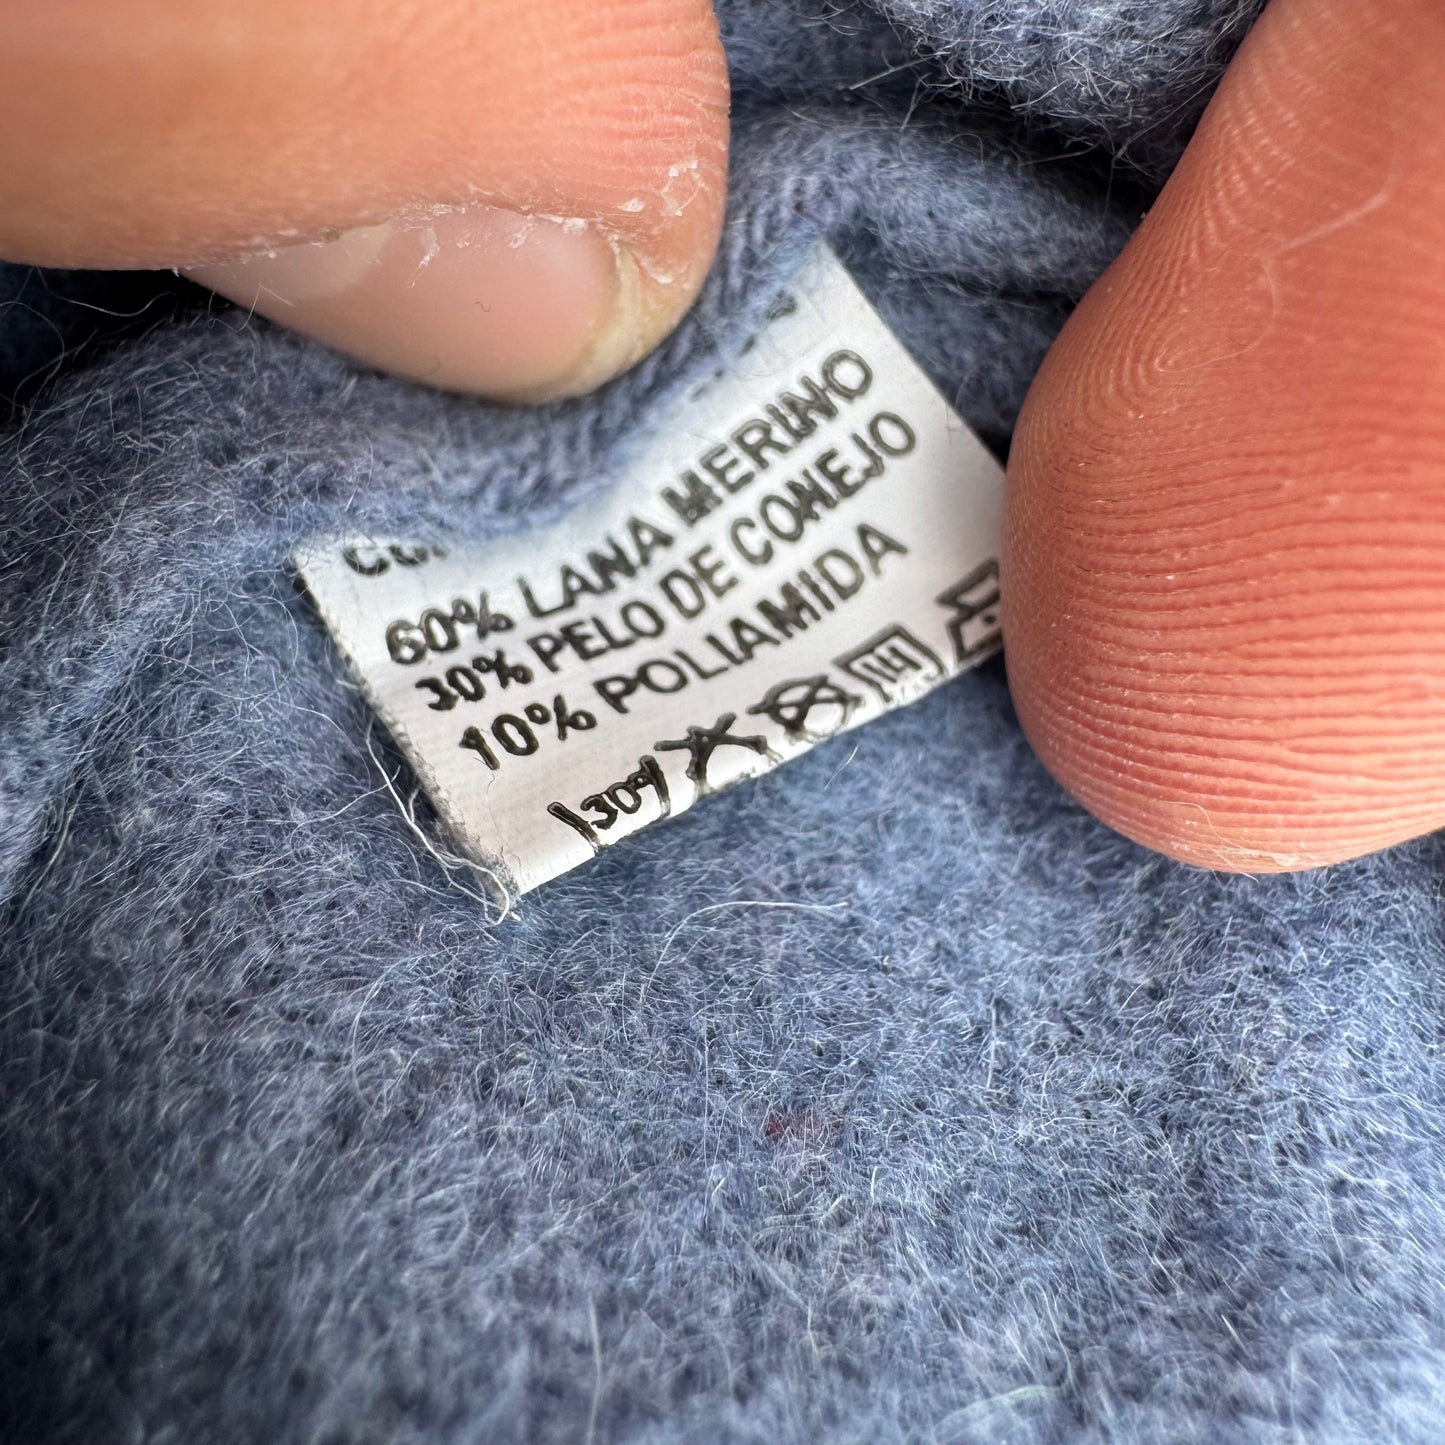 60% LANA MERINO
30% PELO DE CONEJO
10% POLIAMIDA
30°